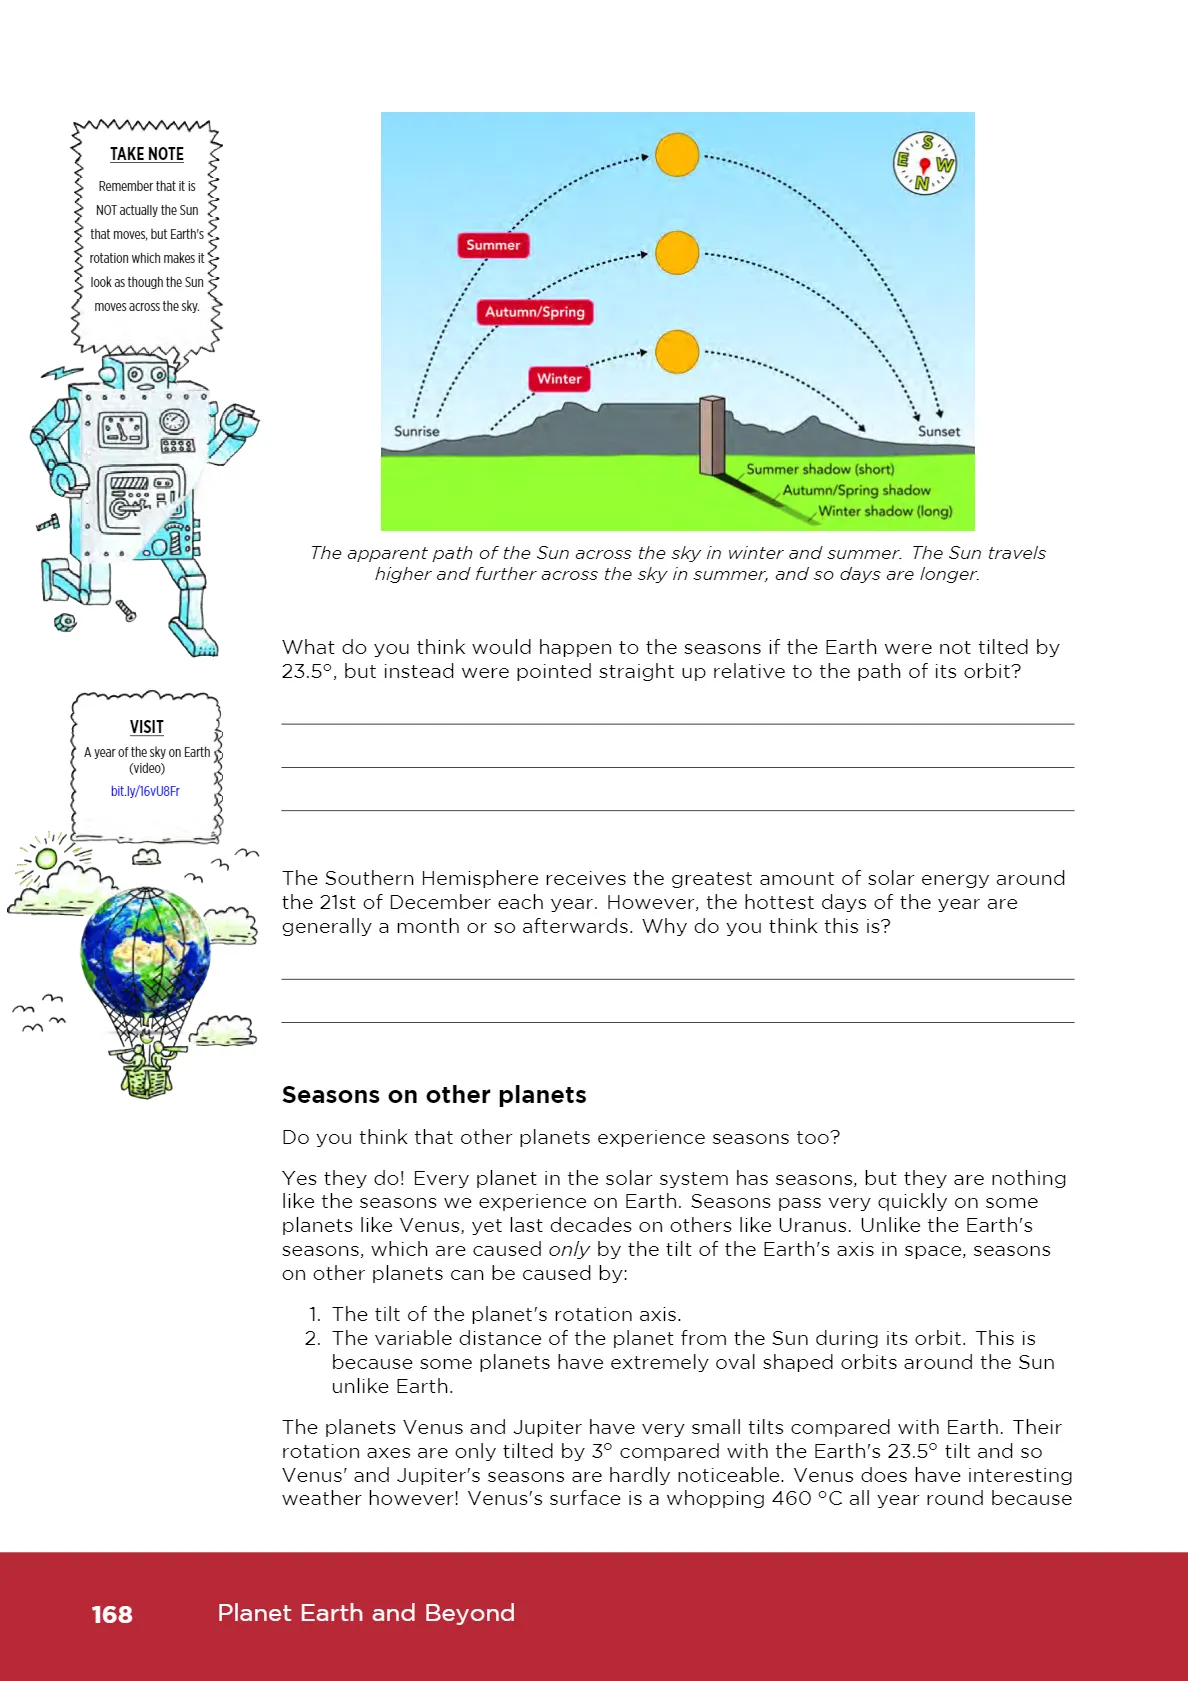 TAKE NOTE
Remember that it is
NOT actually the Sun
that moves, but Earth's
rotation which makes it
look as though the Sun
moves across the sky.
S
E
W
N
Summer
Autumn/Spring
Winter
Sunrise
Sunset
Summer shadow (short)
Autumn/Spring shadow
Winter shadow (long)
The apparent path of the Sun across the sky in winter and summer. The Sun travels
higher and further across the sky in summer, and so days are longer.
What do you think would happen to the seasons if the Earth were not tilted by
23.5°, but instead were pointed straight up relative to the path of its orbit?
VISIT
A year of the sky on Earth
(video)
bit.ly/16vU8Fr
The Southern Hemisphere receives the greatest amount of solar energy around
the 21st of December each year. However, the hottest days of the year are
generally a month or so afterwards. Why do you think this is?
Seasons on other planets
Do you think that other planets experience seasons too?
Yes they do! Every planet in the solar system has seasons, but they are nothing
like the seasons we experience on Earth. Seasons pass very quickly on some
planets like Venus, yet last decades on others like Uranus. Unlike the Earth's
seasons, which are caused only by the tilt of the Earth's axis in space, seasons
on other planets can be caused by:
1. The tilt of the planet's rotation axis.
2. The variable distance of the planet from the Sun during its orbit. This is
because some planets have extremely oval shaped orbits around the Sun
unlike Earth.
The planets Venus and Jupiter have very small tilts compared with Earth. Their
rotation axes are only tilted by 3° compared with the Earth's 23.5° tilt and so
Venus' and Jupiter's seasons are hardly noticeable. Venus does have interesting
weather however! Venus's surface is a whopping 460 °C all year round because
168
Planet Earth and Beyond